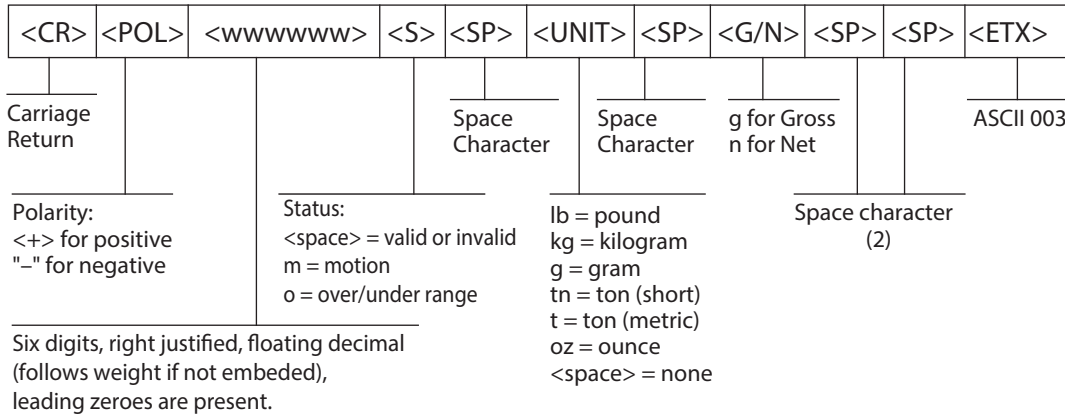 <CR> <POL> <wwwwww> <S> <SP> <UNIT> <SP> <G/N> <SP> <SP> <ETX>
Carriage
Return
Space
Character
Space
Character
g for Gross
n for Net
ASCII 003
Polarity:
<+> for positive
"–" for negative
Status:
<space> = valid or invalid
m = motion
o = over/under range
lb = pound
kg = kilogram
g = gram
tn = ton (short)
t = ton (metric)
oz = ounce
<space> = none
Space character
(2)
Six digits, right justified, floating decimal
(follows weight if not embeded),
leading zeroes are present.